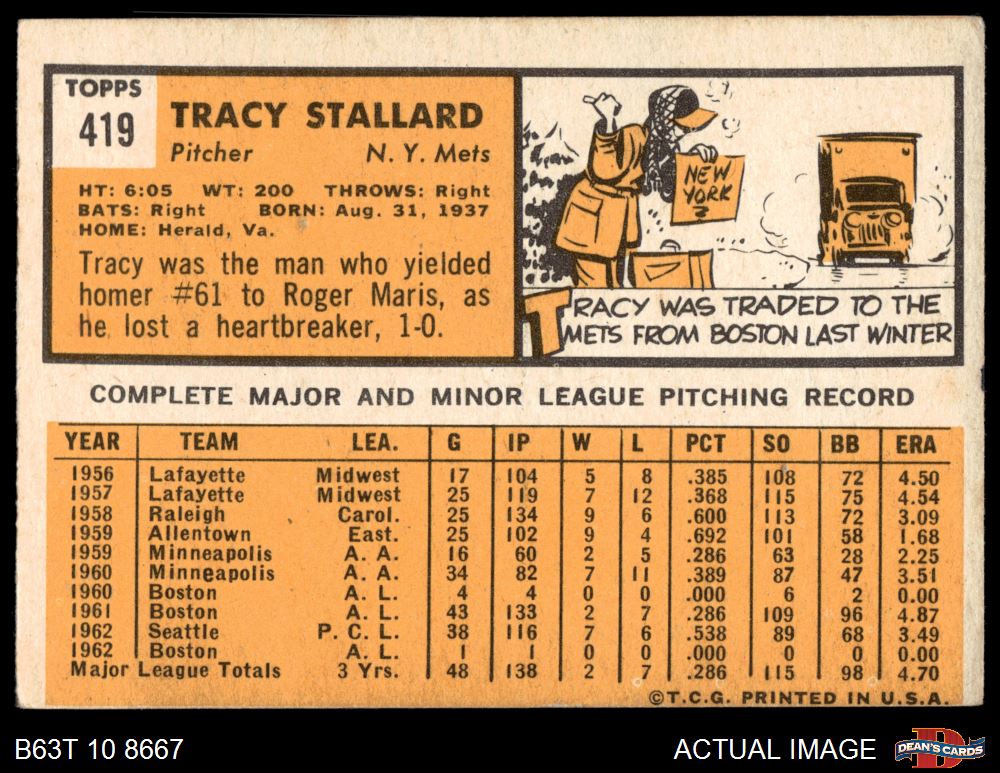 TOPPS
419
TRACY STALLARD
Pitcher N. Y. Mets
HT: 6:05 WT: 200 THROWS: Right
BATS: Right BORN: Aug. 31, 1937
HOME: Herald, Va.
Tracy was the man who yielded
homer #61 to Roger Maris, as
he lost a heartbreaker, 1-0.
NEW
YORK
TRACY WAS TRADED TO THE
METS FROM BOSTON LAST WINTER
COMPLETE MAJOR AND MINOR LEAGUE PITCHING RECORD
YEAR TEAM LEA. G IP W L PCT SO BB ERA
1956 Lafayette Midwest 17 104 5 8 .385 108 72 4.50
1957 Lafayette Midwest 25 119 7 12 .368 115 75 4.54
1958 Raleigh Carol. 25 134 9 6 .600 113 72 3.09
1959 Allentown East. 25 102 9 4 .692 101 58 1.68
1959 Minneapolis A. A. 16 60 2 5 .286 63 28 2.25
1960 Minneapolis A. A. 34 82 7 11 .389 87 47 3.51
1960 Boston A. L. 4 4 0 0 .000 6 2 0.00
1961 Boston A. L. 43 133 2 7 .286 109 96 4.87
1962 Seattle P. C. L. 38 116 7 6 .538 89 68 3.49
1962 Boston A. L. 1 1 0 0 .000 0 0 0.00
Major League Totals 3 Yrs. 48 138 2 7 .286 115 98 4.70
©T.C.G. PRINTED IN U.S.A.
B63T 10 8667 ACTUAL IMAGE DEAN'S CARDS